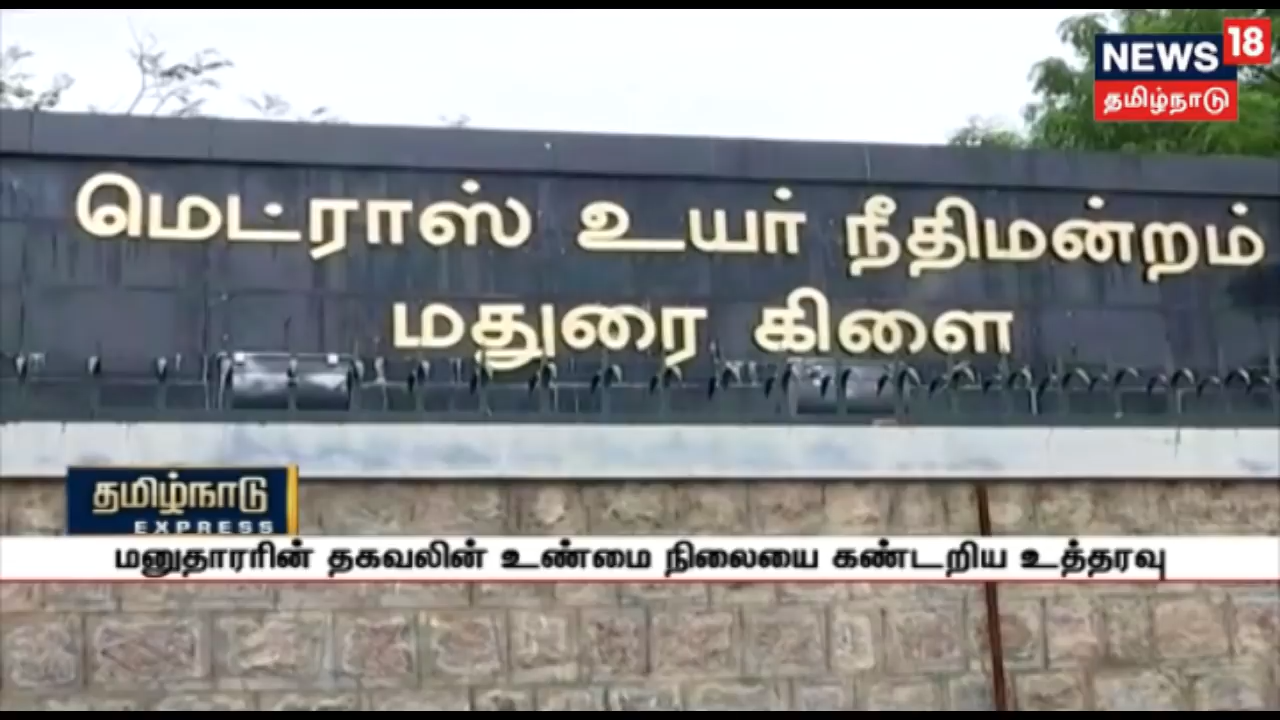 NEWS 18
தமிழ்நாடு
மெட்ராஸ் உயர் நீதிமன்றம்
மதுரை கிளை
தமிழ்நாடு
EXPRESS
மனுதாரரின் தகவலின் உண்மை நிலையை கண்டறிய உத்தரவு